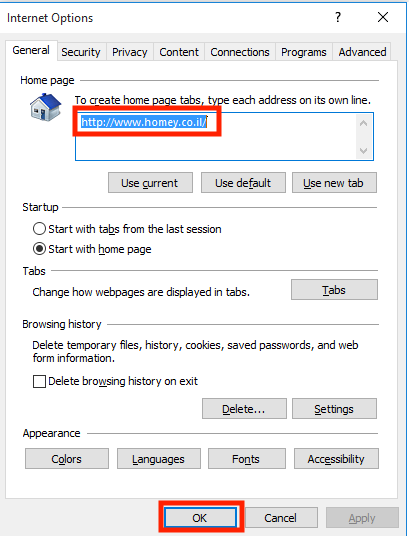 Internet Options
General Security Privacy Content Connections Programs Advanced
Home page
To create home page tabs, type each address on its own line.
http://www.homey.co.il/
Use current Use default Use new tab
Startup
Start with tabs from the last session
Start with home page
Tabs
Change how webpages are displayed in tabs. Tabs
Browsing history
Delete temporary files, history, cookies, saved passwords, and web
form information.
Delete browsing history on exit
Delete... Settings
Appearance
Colors Languages Fonts Accessibility
OK Cancel Apply